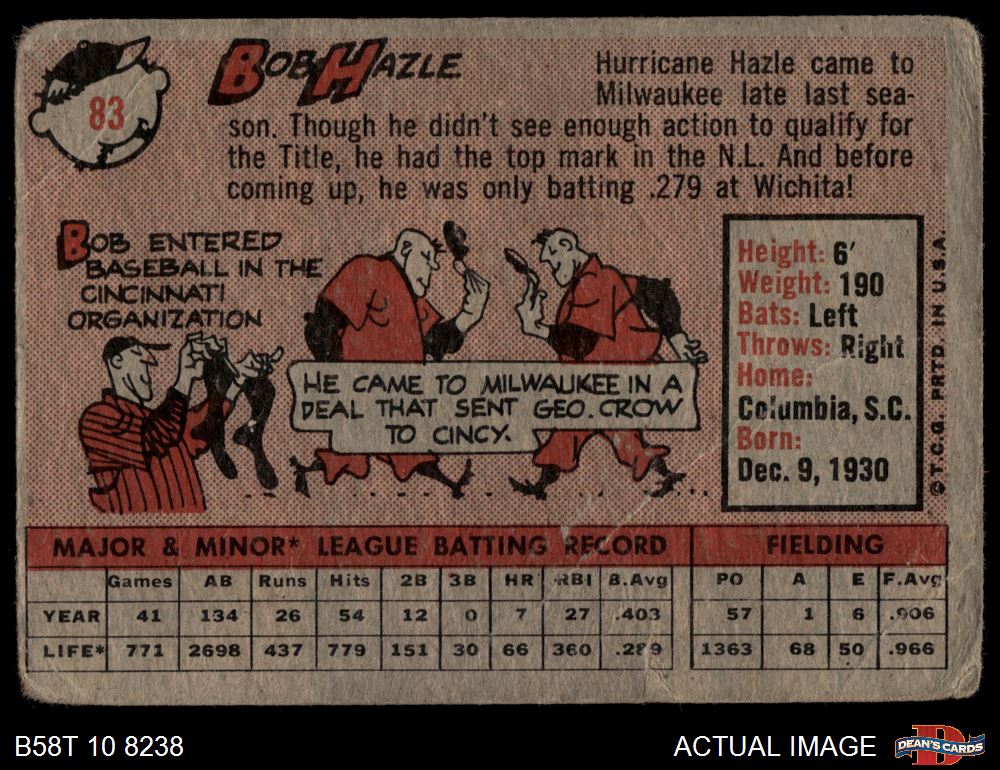 83
BOB HAZLE
Hurricane Hazle came to
Milwaukee late last sea-
son. Though he didn't see enough action to qualify for
the Title, he had the top mark in the N.L. And before
coming up, he was only batting .279 at Wichita!
BOB ENTERED
BASEBALL IN THE
CINCINNATI
ORGANIZATION
HE CAME TO MILWAUKEE IN A
DEAL THAT SENT GEO. CROW
TO CINCY.
Height: 6'
Weight: 190
Bats: Left
Throws: Right
Home:
Columbia, S.C.
Born:
Dec. 9, 1930
© T.C.G. PRTD. IN U.S.A.
MAJOR & MINOR* LEAGUE BATTING RECORD FIELDING
Games AB Runs Hits 2B 3B HR RBI B.Avg PO A E F.Avg
YEAR 41 134 26 54 12 0 7 27 .403 57 1 6 .906
LIFE* 771 2698 437 779 151 30 66 360 .289 1363 68 50 .966
B58T 10 8238
ACTUAL IMAGE
D
DEAN'S CARDS